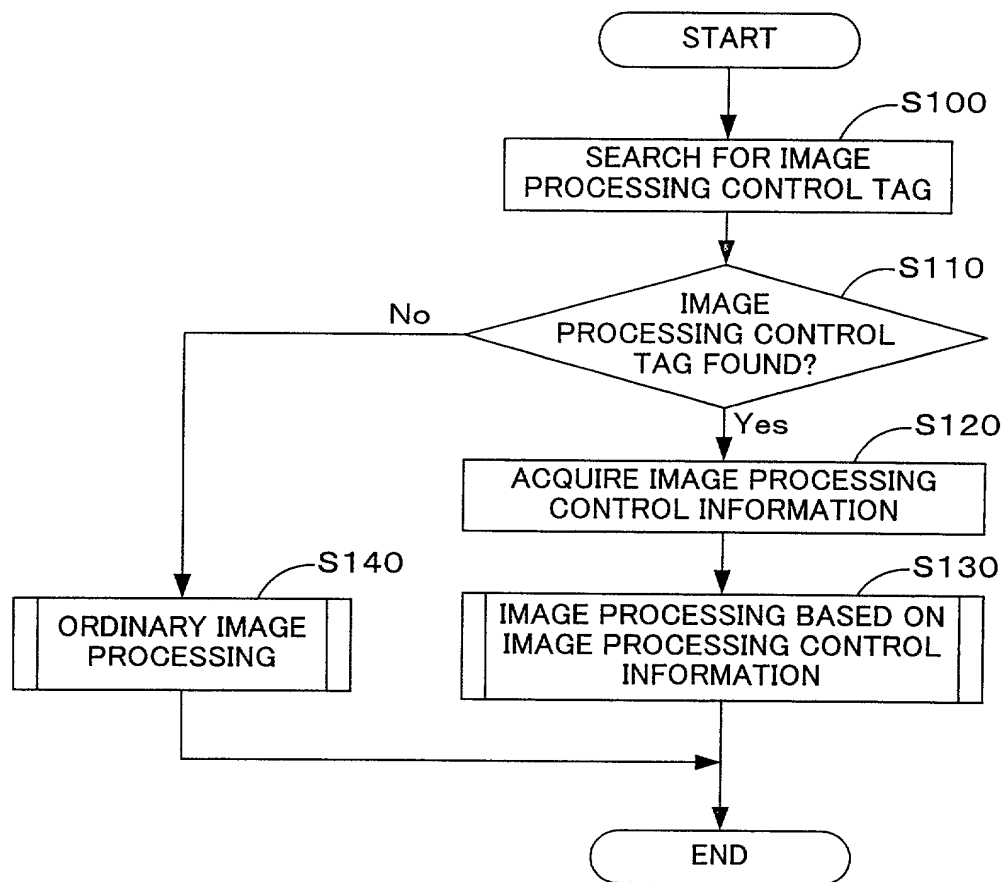 START
S100
SEARCH FOR IMAGE
PROCESSING CONTROL TAG
S110
IMAGE
PROCESSING CONTROL
TAG FOUND?
No
Yes
S120
ACQUIRE IMAGE PROCESSING
CONTROL INFORMATION
S140
ORDINARY IMAGE
PROCESSING
S130
IMAGE PROCESSING BASED ON
IMAGE PROCESSING CONTROL
INFORMATION
END